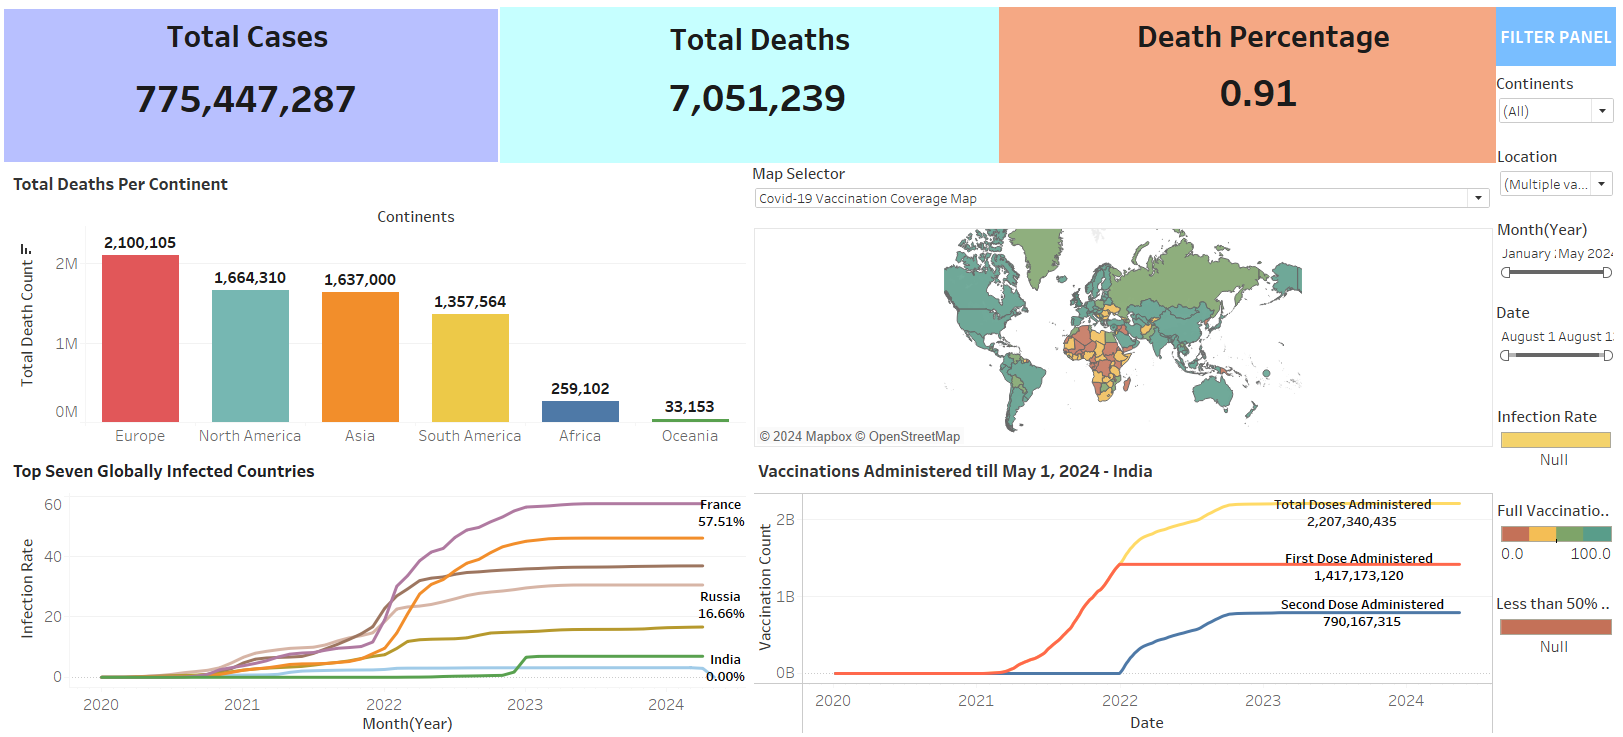 Total Cases
775,447,287
Total Deaths
7,051,239
Death Percentage
0.91
FILTER PANEL
Continents
(All)
Location
(Multiple va...
Month(Year)
January May 2024
Date
August 1 August 1
Infection Rate
Null
Full Vaccinatio..
0.0 100.0
Less than 50% ..
Null
Total Deaths Per Continent
Continents
Total Death Count
2M
1M
0M
2,100,105
1,664,310
1,637,000
1,357,564
259,102
33,153
Europe
North America
Asia
South America
Africa
Oceania
Map Selector
Covid-19 Vaccination Coverage Map
© 2024 Mapbox © OpenStreetMap
Top Seven Globally Infected Countries
Infection Rate
60
40
20
0
France
57.51%
Russia
16.66%
India
0.00%
2020 2021 2022 2023 2024
Month(Year)
Vaccinations Administered till May 1, 2024 - India
Vaccination Count
2B
1B
0B
Total Doses Administered
2,207,340,435
First Dose Administered
1,417,173,120
Second Dose Administered
790,167,315
2020 2021 2022 2023 2024
Date